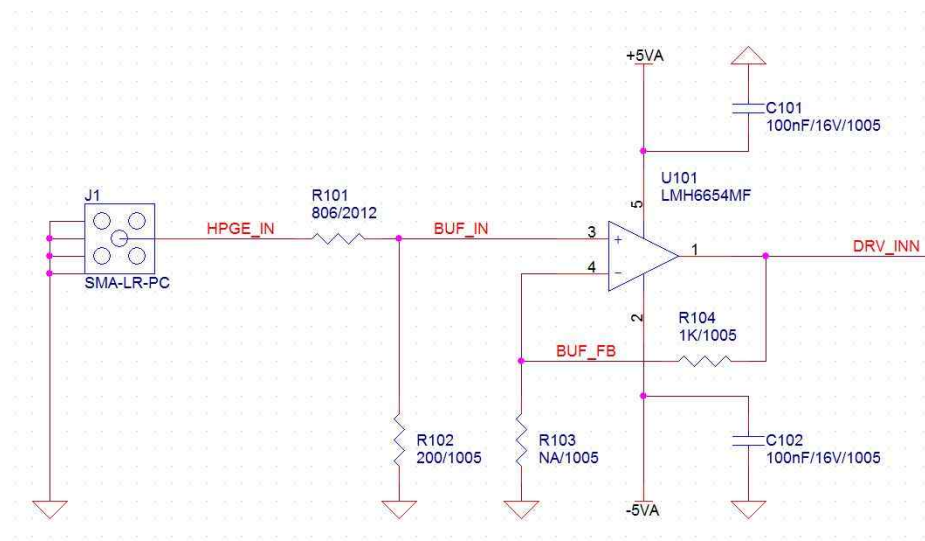 +5VA
C101
100nF/16V/1005
U101
LMH6654MF
5
J1
R101
806/2012
HPGE_IN
BUF_IN
3
+
1
DRV_INN
4
−
SMA-LR-PC
2
R104
1K/1005
BUF_FB
R102
200/1005
R103
NA/1005
C102
100nF/16V/1005
-5VA